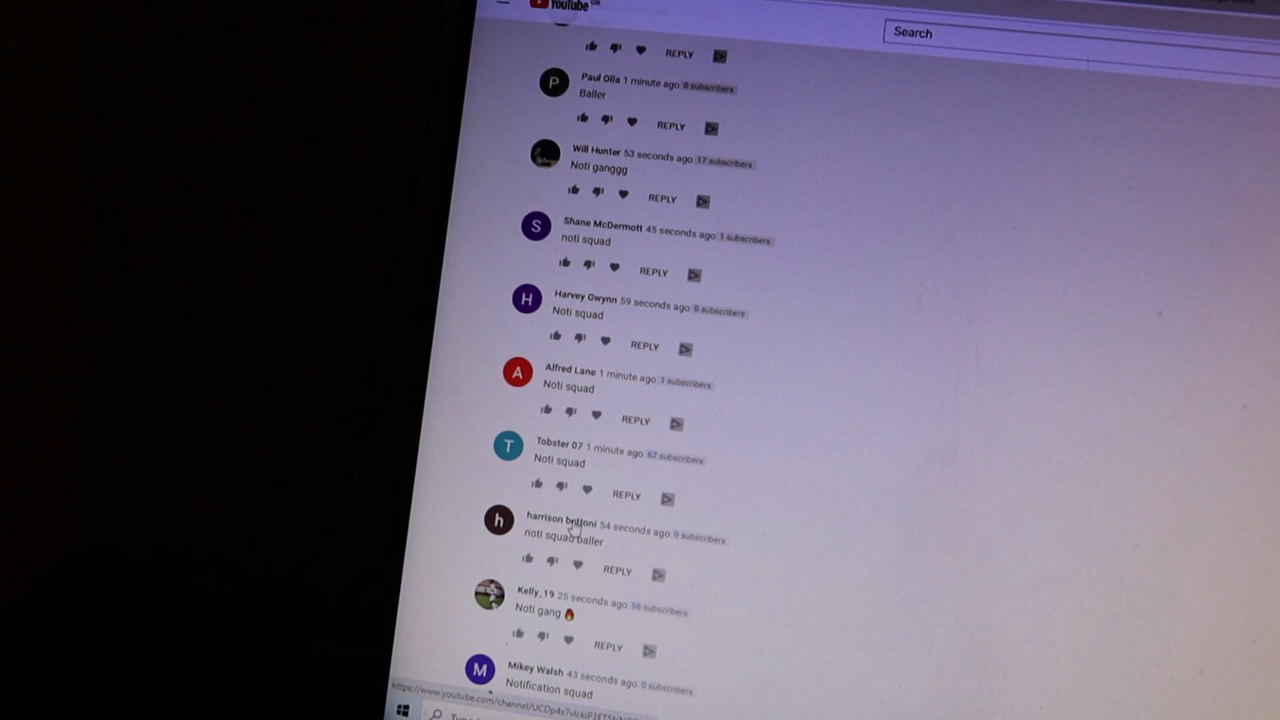 YouTube GB
Search
REPLY
P
Paul Olla 1 minute ago 0 subscribers
Baller
REPLY
Will Hunter 53 seconds ago 17 subscribers
Noti ganggg
REPLY
S
Shane McDermott 45 seconds ago 1 subscribers
noti squad
REPLY
H
Harvey Gwynn 59 seconds ago 0 subscribers
Noti squad
REPLY
A
Alfred Lane 1 minute ago 1 subscribers
Noti squad
REPLY
T
Tobster 07 1 minute ago 62 subscribers
Noti squad
REPLY
h
harrison bottoni 54 seconds ago 0 subscribers
noti squad baller
REPLY
Kelly_19 25 seconds ago 56 subscribers
Noti gang 🔥
REPLY
M
Mikey Walsh 43 seconds ago 0 subscribers
Notification squad